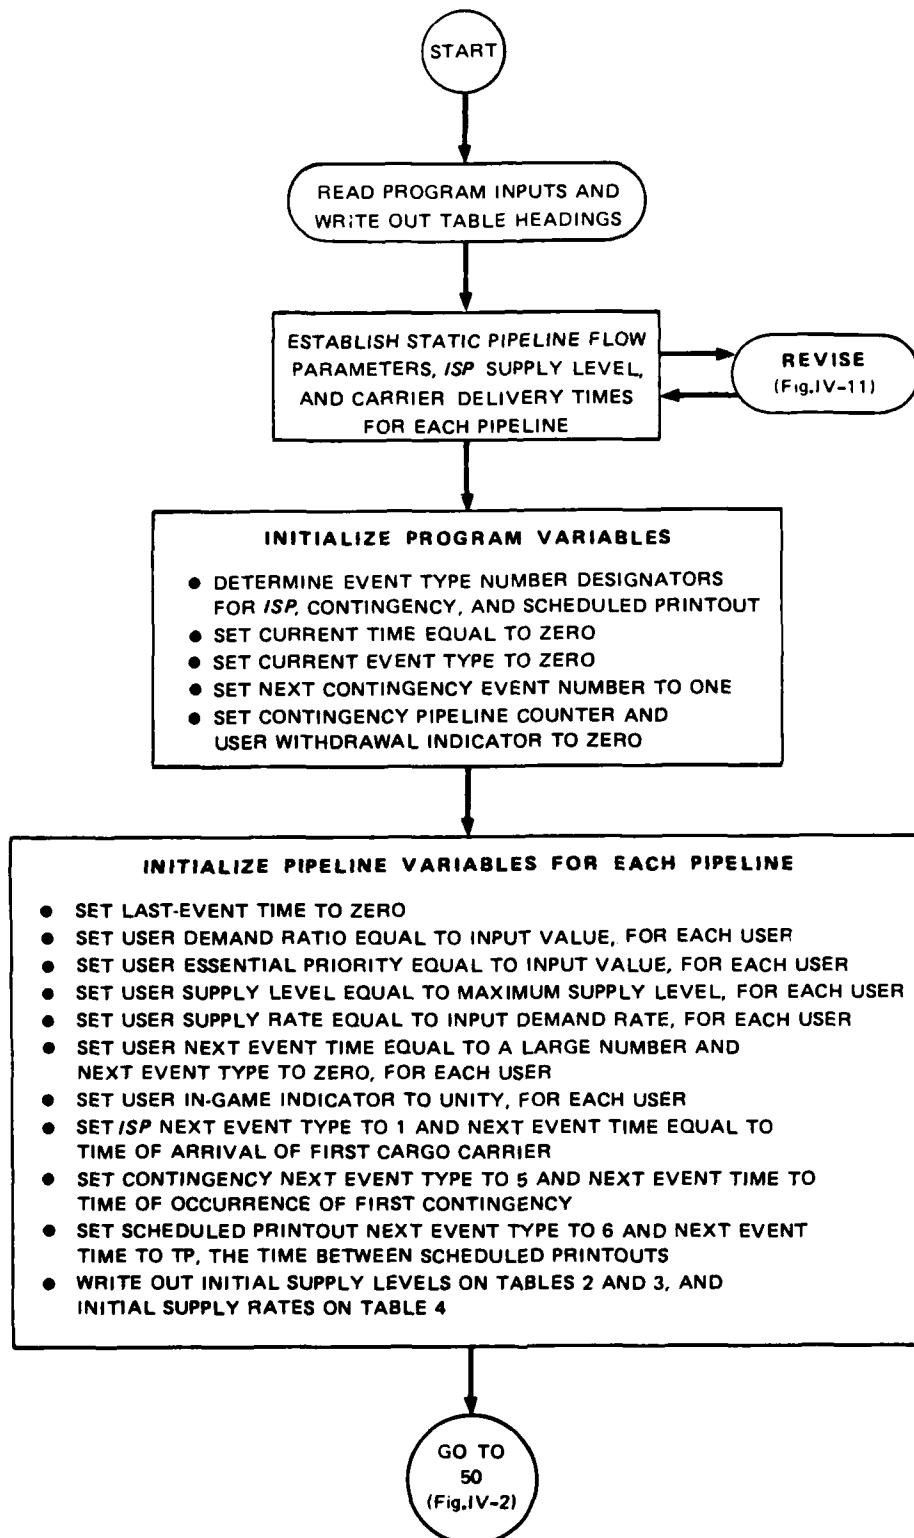 START
READ PROGRAM INPUTS AND
WRITE OUT TABLE HEADINGS
ESTABLISH STATIC PIPELINE FLOW
PARAMETERS, ISP SUPPLY LEVEL,
AND CARRIER DELIVERY TIMES
FOR EACH PIPELINE
REVISE
(Fig.IV-11)
INITIALIZE PROGRAM VARIABLES
● DETERMINE EVENT TYPE NUMBER DESIGNATORS
FOR ISP, CONTINGENCY, AND SCHEDULED PRINTOUT
● SET CURRENT TIME EQUAL TO ZERO
● SET CURRENT EVENT TYPE TO ZERO
● SET NEXT CONTINGENCY EVENT NUMBER TO ONE
● SET CONTINGENCY PIPELINE COUNTER AND
USER WITHDRAWAL INDICATOR TO ZERO
INITIALIZE PIPELINE VARIABLES FOR EACH PIPELINE
● SET LAST-EVENT TIME TO ZERO
● SET USER DEMAND RATIO EQUAL TO INPUT VALUE, FOR EACH USER
● SET USER ESSENTIAL PRIORITY EQUAL TO INPUT VALUE, FOR EACH USER
● SET USER SUPPLY LEVEL EQUAL TO MAXIMUM SUPPLY LEVEL, FOR EACH USER
● SET USER SUPPLY RATE EQUAL TO INPUT DEMAND RATE, FOR EACH USER
● SET USER NEXT EVENT TIME EQUAL TO A LARGE NUMBER AND
NEXT EVENT TYPE TO ZERO, FOR EACH USER
● SET USER IN-GAME INDICATOR TO UNITY, FOR EACH USER
● SET ISP NEXT EVENT TYPE TO 1 AND NEXT EVENT TIME EQUAL TO
TIME OF ARRIVAL OF FIRST CARGO CARRIER
● SET CONTINGENCY NEXT EVENT TYPE TO 5 AND NEXT EVENT TIME TO
TIME OF OCCURRENCE OF FIRST CONTINGENCY
● SET SCHEDULED PRINTOUT NEXT EVENT TYPE TO 6 AND NEXT EVENT
TIME TO TP, THE TIME BETWEEN SCHEDULED PRINTOUTS
● WRITE OUT INITIAL SUPPLY LEVELS ON TABLES 2 AND 3, AND
INITIAL SUPPLY RATES ON TABLE 4
GO TO
50
(Fig.IV-2)